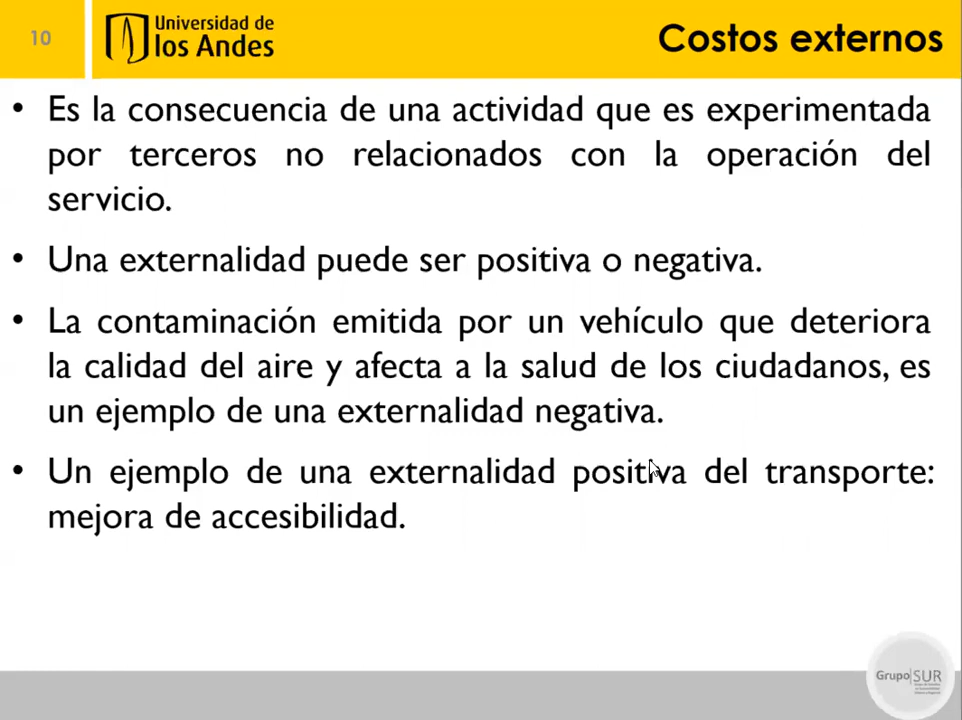 10
Universidad de
los Andes
Costos externos
• Es la consecuencia de una actividad que es experimentada
por terceros no relacionados con la operación del
servicio.
• Una externalidad puede ser positiva o negativa.
• La contaminación emitida por un vehículo que deteriora
la calidad del aire y afecta a la salud de los ciudadanos, es
un ejemplo de una externalidad negativa.
• Un ejemplo de una externalidad positiva del transporte:
mejora de accesibilidad.
Grupo|SUR